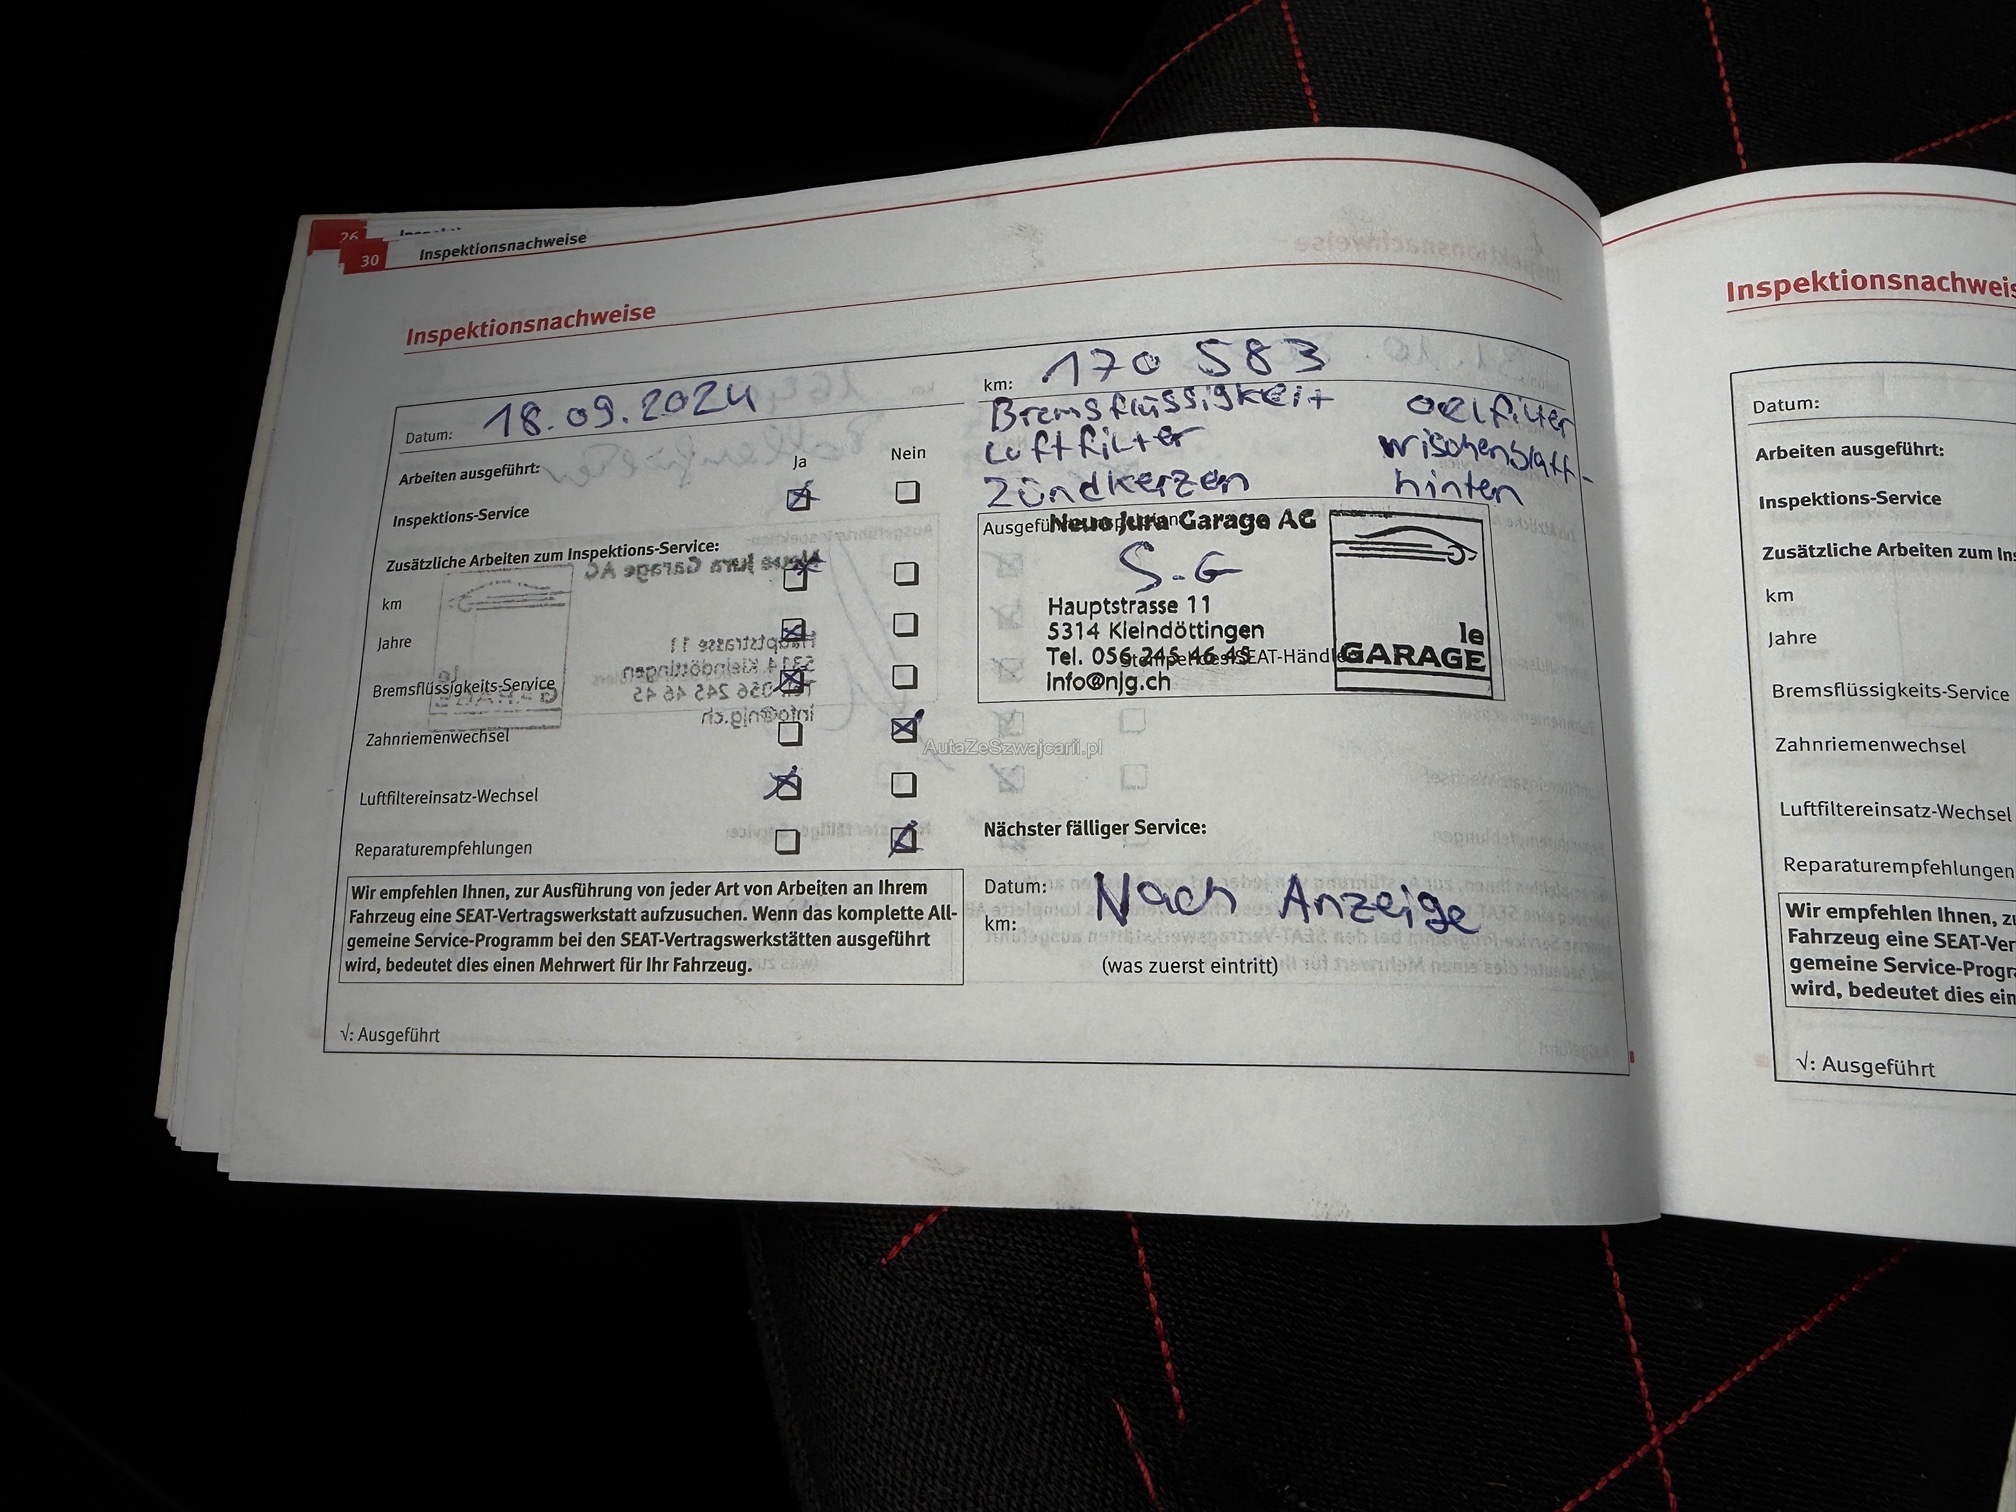 26
30 Inspektionsnachweise
Inspektionsnachweise
Datum: 18.09.2024
km: 170 583
Bremsflüssigkeit oelfilter
Luftfilter wischenblatt-
Zündkerzen hinten
Arbeiten ausgeführt: Ja Nein
Inspektions-Service
Zusätzliche Arbeiten zum Inspektions-Service:
km
Jahre
Bremsflüssigkeits-Service
Zahnriemenwechsel
Luftfiltereinsatz-Wechsel
Reparaturempfehlungen
Neue Jura Garage AG
S.G
Hauptstrasse 11
5314 Kleindöttingen
Tel. 056 245 46 45
info@njg.ch
le
GARAGE
AutaZeSzwajcarii.pl
Nächster fälliger Service:
Datum: Nach Anzeige
km:
(was zuerst eintritt)
Wir empfehlen Ihnen, zur Ausführung von jeder Art von Arbeiten an Ihrem
Fahrzeug eine SEAT-Vertragswerkstatt aufzusuchen. Wenn das komplette All-
gemeine Service-Programm bei den SEAT-Vertragswerkstätten ausgeführt
wird, bedeutet dies einen Mehrwert für Ihr Fahrzeug.
√: Ausgeführt
Inspektionsnachweis
Datum:
Arbeiten ausgeführt:
Inspektions-Service
Zusätzliche Arbeiten zum Ins
km
Jahre
Bremsflüssigkeits-Service
Zahnriemenwechsel
Luftfiltereinsatz-Wechsel
Reparaturempfehlungen
Wir empfehlen Ihnen, zu
Fahrzeug eine SEAT-Ver
gemeine Service-Progra
wird, bedeutet dies ein
√: Ausgeführt